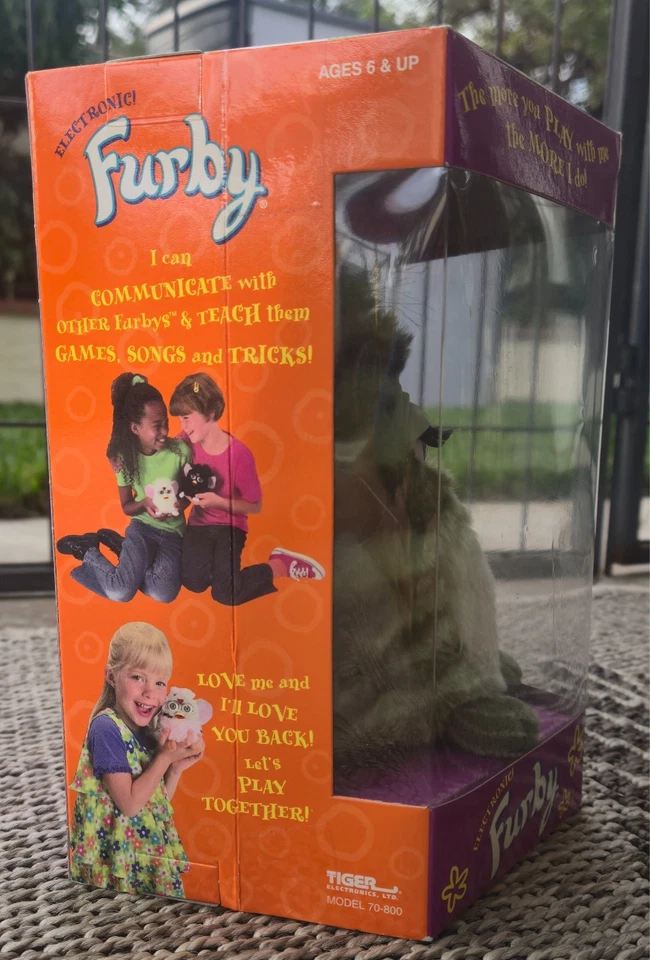 AGES 6 & UP
ELECTRONIC!
Furby®
I can
COMMUNICATE with
OTHER Furbys™ & TEACH them
GAMES, SONGS and TRICKS!
LOVE me and
I'll LOVE
YOU BACK!
Let's
PLAY
TOGETHER!
TIGER
ELECTRONICS, LTD.
MODEL 70-800
The more you PLAY with me
the MORE I do!
ELECTRONIC!
Furby